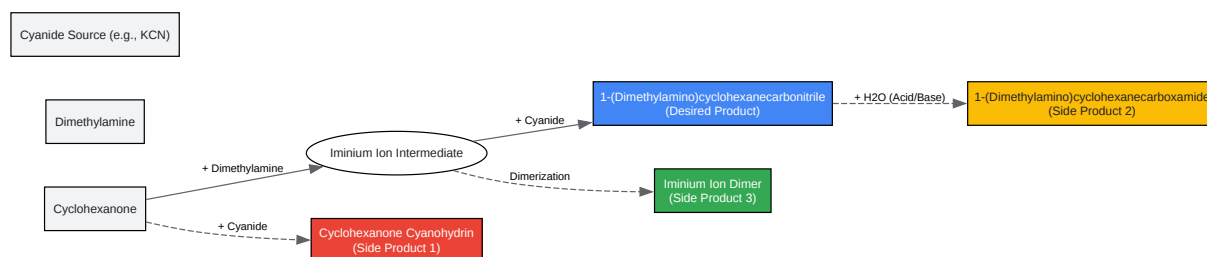 Cyanide Source (e.g., KCN)
Dimethylamine
Cyclohexanone
+ Dimethylamine
+ Cyanide
Iminium Ion Intermediate
Cyclohexanone Cyanohydrin
(Side Product 1)
+ Cyanide
Dimerization
1-(Dimethylamino)cyclohexanecarbonitrile
(Desired Product)
Iminium Ion Dimer
(Side Product 3)
+ H2O (Acid/Base)
1-(Dimethylamino)cyclohexanecarboxamide
(Side Product 2)